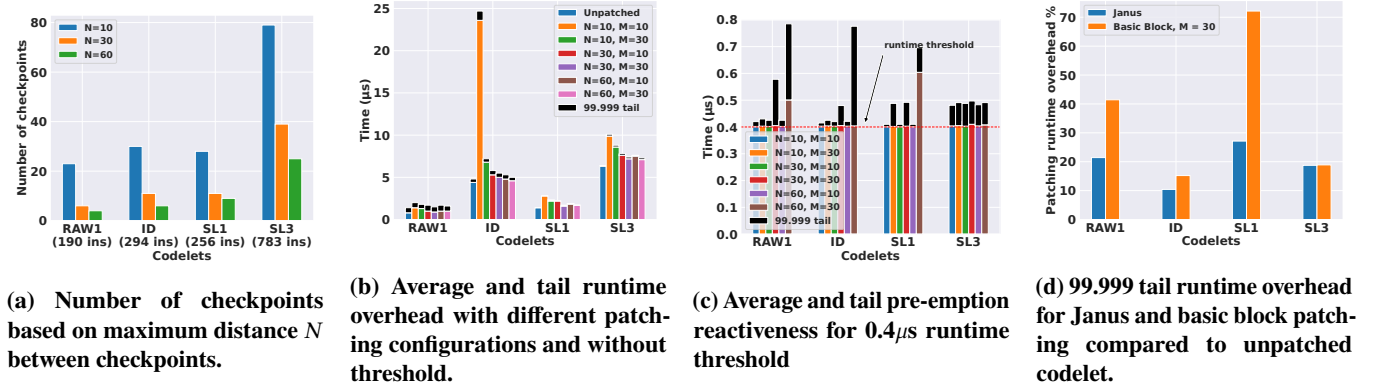 N=10
N=30
N=60
Number of checkpoints
80
60
40
20
0
RAW1
(190 ins)
ID
(294 ins)
SL1
(256 ins)
SL3
(783 ins)
Codelets
(a) Number of checkpoints
based on maximum distance N
between checkpoints.
Unpatched
N=10, M=10
N=10, M=30
N=30, M=10
N=30, M=30
N=60, M=10
N=60, M=30
99.999 tail
Time (μs)
25
20
15
10
5
0
RAW1
ID
SL1
SL3
Codelets
(b) Average and tail runtime
overhead with different patch-
ing configurations and without
threshold.
runtime threshold
Time (μs)
0.8
0.7
0.6
0.5
0.4
0.3
0.2
0.1
0.0
N=10, M=10
N=10, M=30
N=30, M=10
N=30, M=30
N=60, M=10
N=60, M=30
99.999 tail
RAW1
ID
SL1
SL3
Codelets
(c) Average and tail pre-emption
reactiveness for 0.4μs runtime
threshold
Janus
Basic Block, M = 30
Patching runtime overehead %
70
60
50
40
30
20
10
0
RAW1
ID
SL1
SL3
Codelets
(d) 99.999 tail runtime overhead
for Janus and basic block patch-
ing compared to unpatched
codelet.